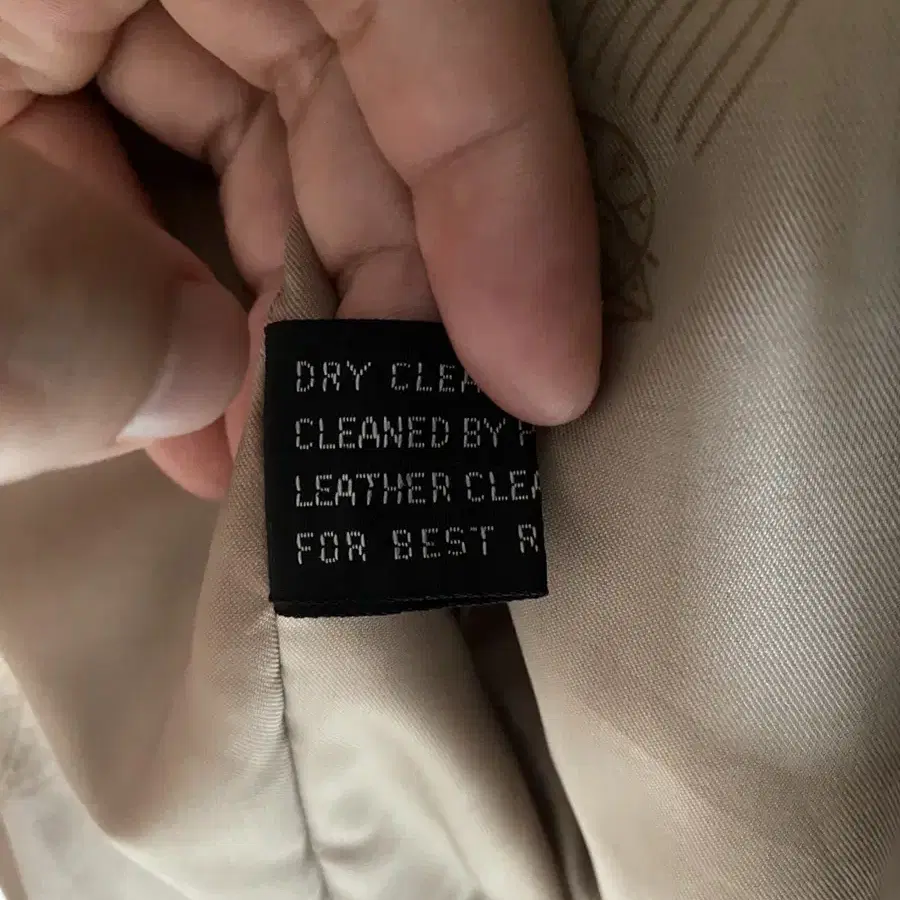 DRY CLEA
CLEANED BY
LEATHER CLEA
FOR BEST R